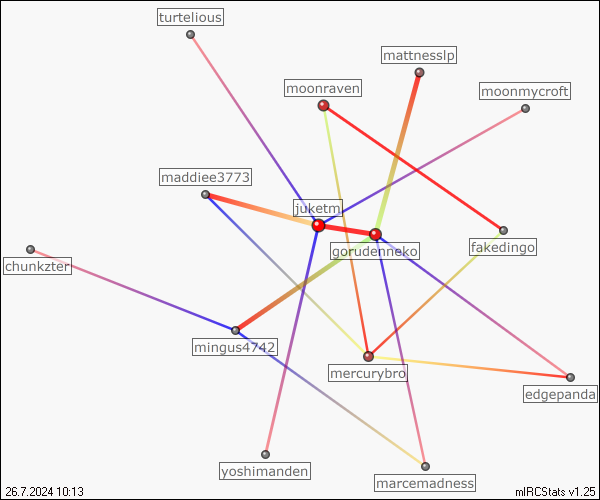 turtelious
mattnesslp
moonraven
moonmycroft
maddiee3773
juketm
gorudenneko
fakedingo
chunkzter
mingus4742
mercurybro
edgepanda
yoshimanden
marcemadness
26.7.2024 10:13
mIRCStats v1.25